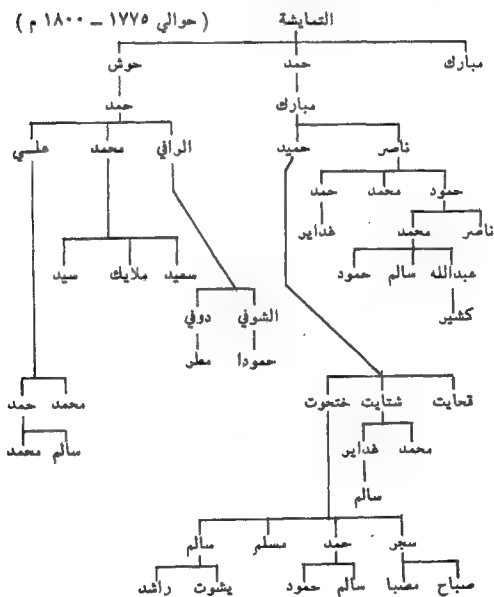 التمايشة ( حوالي ١٧٧٥ – ١٨٠٠ م )
مبارك حمد حوش
مبارك حمد
ناصر حميد الرافي محمد علي
حمود محمد حمد
ناصر محمد غداير
عبدالله سالم حمود سعيد ملايك سيد
كثير الشوفي دوفي
حمودا مطر
قحايت شتايت ختحوت محمد حمد
محمد غداير سالم محمد
سالم
سجر حمد مسلم سالم
صباح مصبا سالم حمود يشوت راشد